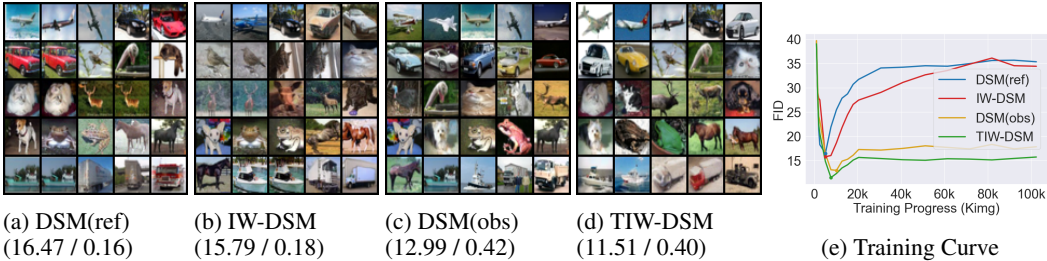 40
35
30
25
20
15
FID
DSM(ref)
IW-DSM
DSM(obs)
TIW-DSM
0
20k
40k
60k
80k
100k
Training Progress (Kimg)
(a) DSM(ref)
(16.47 / 0.16)
(b) IW-DSM
(15.79 / 0.18)
(c) DSM(obs)
(12.99 / 0.42)
(d) TIW-DSM
(11.51 / 0.40)
(e) Training Curve